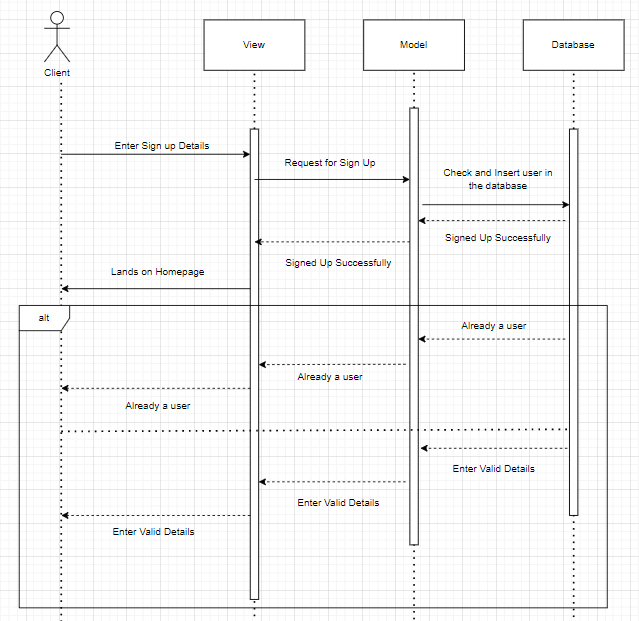 Client
View
Model
Database
Enter Sign up Details
Request for Sign Up
Check and Insert user in
the database
Signed Up Successfully
Signed Up Successfully
Lands on Homepage
alt
Already a user
Already a user
Already a user
Enter Valid Details
Enter Valid Details
Enter Valid Details